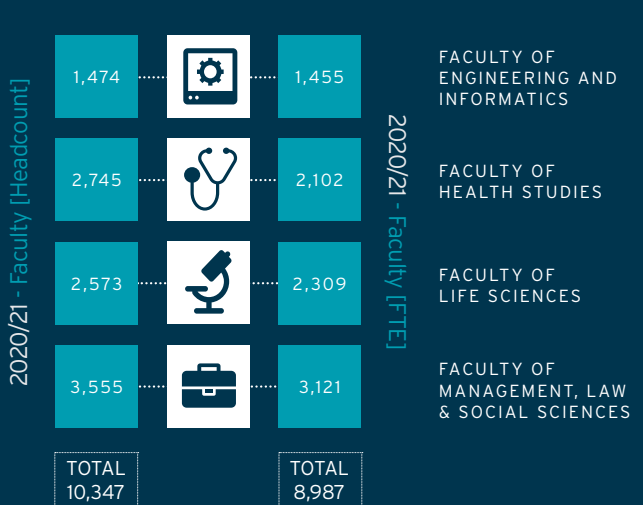 2020/21 - Faculty [Headcount]
1,474
1,455
FACULTY OF
ENGINEERING AND
INFORMATICS
2,745
2,102
FACULTY OF
HEALTH STUDIES
2,573
2,309
FACULTY OF
LIFE SCIENCES
3,555
3,121
FACULTY OF
MANAGEMENT, LAW
& SOCIAL SCIENCES
2020/21 - Faculty [FTE]
TOTAL
10,347
TOTAL
8,987